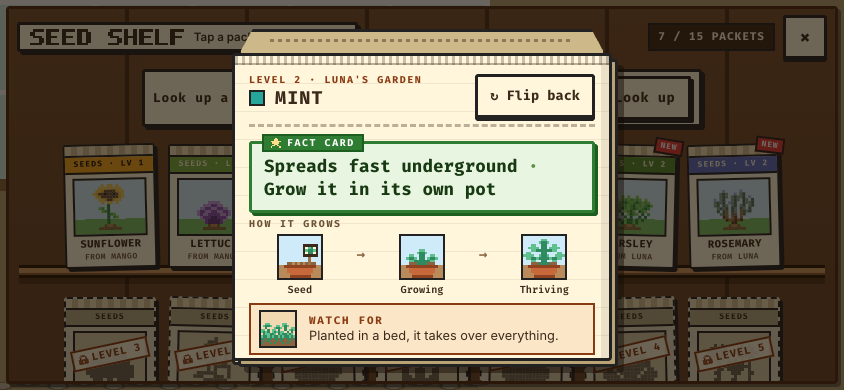 SEED SHELF
Tap a pac
7 / 15 PACKETS
×
Look up a
ook up
LEVEL 2 · LUNA'S GARDEN
MINT
↻ Flip back
FACT CARD
Spreads fast underground ·
Grow it in its own pot
HOW IT GROWS
Seed → Growing → Thriving
WATCH FOR
Planted in a bed, it takes over everything.
SEEDS · LV 1
SUNFLOWER
FROM MANGO
SEEDS · L
LETTUC
FROM MAN
NEW
LV 2
RSLEY
OM LUNA
NEW
SEEDS · LV 2
ROSEMARY
FROM LUNA
SEEDS
LEVEL 3
SEEDS
LEVEL
SEEDS
LEVEL 4
SEEDS
LEVEL 5